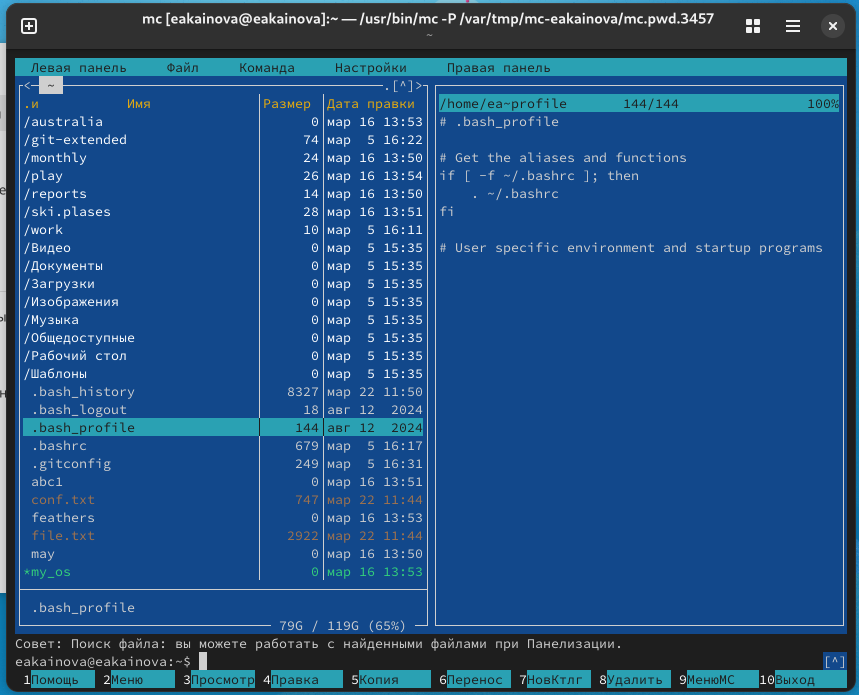 mc [eakainova@eakainova]:~ — /usr/bin/mc -P /var/tmp/mc-eakainova/mc.pwd.3457
~
Левая панель Файл Команда Настройки Правая панель
<─ ~ .[^]>
.и Имя Размер Дата правки
/australia 0 мар 16 13:53
/git-extended 74 мар 5 16:22
/monthly 24 мар 16 13:50
/play 26 мар 16 13:54
/reports 14 мар 16 13:50
/ski.plases 28 мар 16 13:51
/work 10 мар 5 16:11
/Видео 0 мар 5 15:35
/Документы 0 мар 5 15:35
/Загрузки 0 мар 5 15:35
/Изображения 0 мар 5 15:35
/Музыка 0 мар 5 15:35
/Общедоступные 0 мар 5 15:35
/Рабочий стол 0 мар 5 15:35
/Шаблоны 0 мар 5 15:35
.bash_history 8327 мар 22 11:50
.bash_logout 18 авг 12 2024
.bash_profile 144 авг 12 2024
.bashrc 679 мар 5 16:17
.gitconfig 249 мар 5 16:31
abc1 0 мар 16 13:51
conf.txt 747 мар 22 11:44
feathers 0 мар 16 13:53
file.txt 2922 мар 22 11:44
may 0 мар 16 13:50
*my_os 0 мар 16 13:53
.bash_profile
79G / 119G (65%)
/home/ea~profile 144/144 100%
# .bash_profile
# Get the aliases and functions
if [ -f ~/.bashrc ]; then
. ~/.bashrc
fi
# User specific environment and startup programs
Совет: Поиск файла: вы можете работать с найденными файлами при Панелизации.
eakainova@eakainova:~$ [^]
1Помощь 2Меню 3Просмотр 4Правка 5Копия 6Перенос 7НовКтлг 8Удалить 9МенюМС 10Выход